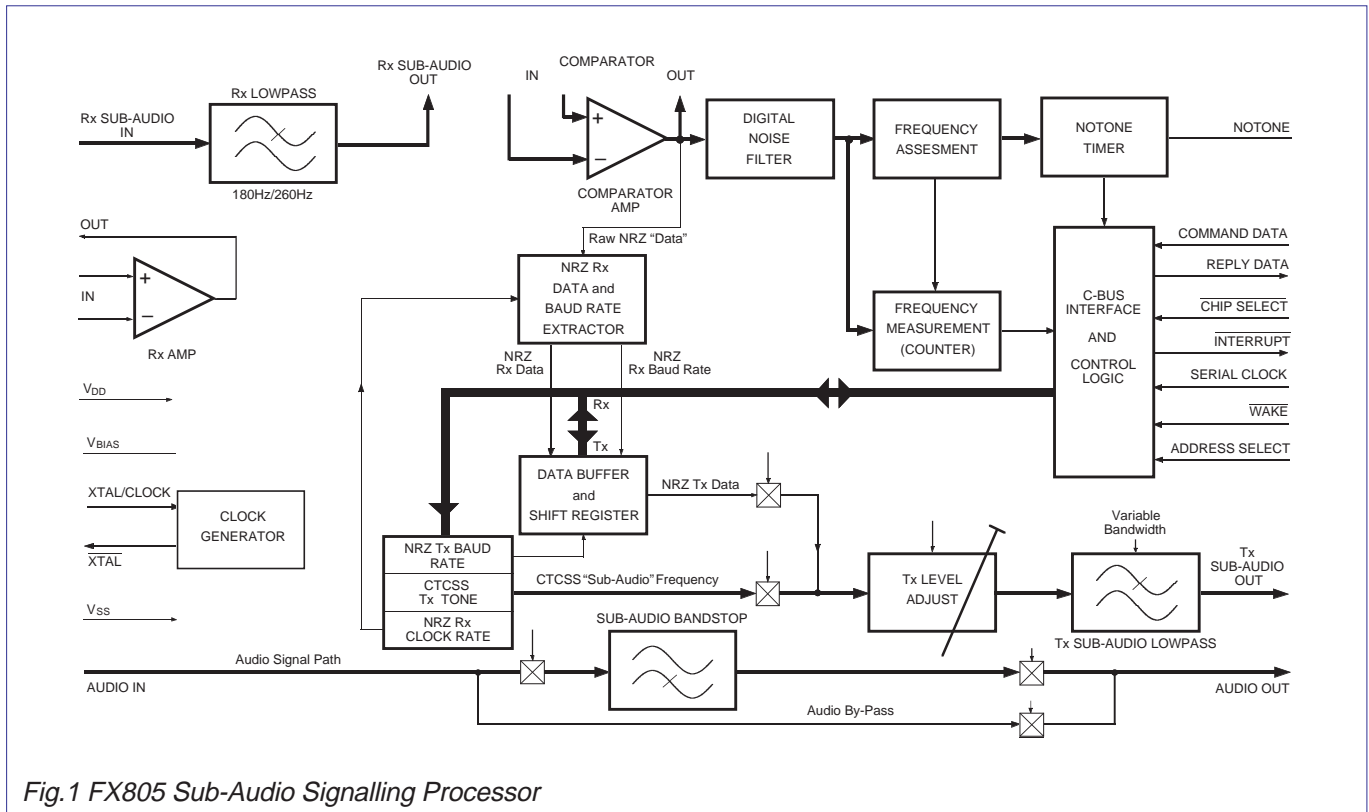 Rx SUB-AUDIO
OUT
Rx LOWPASS
Rx SUB-AUDIO
IN
180Hz/260Hz
COMPARATOR
IN
OUT
+
−
COMPARATOR
AMP
DIGITAL
NOISE
FILTER
FREQUENCY
ASSESMENT
NOTONE
TIMER
NOTONE
OUT
+
IN
−
Rx AMP
Raw NRZ “Data”
NRZ Rx
DATA and
BAUD RATE
EXTRACTOR
FREQUENCY
MEASUREMENT
(COUNTER)
C-BUS
INTERFACE
AND
CONTROL
LOGIC
COMMAND DATA
REPLY DATA
CHIP SELECT
INTERRUPT
SERIAL CLOCK
WAKE
ADDRESS SELECT
NRZ
Rx Data
NRZ
Rx Baud Rate
Rx
Tx
VDD
VBIAS
XTAL/CLOCK
XTAL
CLOCK
GENERATOR
VSS
DATA BUFFER
and
SHIFT REGISTER
NRZ Tx Data
NRZ Tx BAUD
RATE
CTCSS
Tx TONE
NRZ Rx
CLOCK RATE
CTCSS “Sub-Audio” Frequency
Tx LEVEL
ADJUST
Variable
Bandwidth
Tx
SUB-AUDIO
OUT
Tx SUB-AUDIO LOWPASS
SUB-AUDIO BANDSTOP
Audio Signal Path
AUDIO IN
Audio By-Pass
AUDIO OUT
Fig.1 FX805 Sub-Audio Signalling Processor